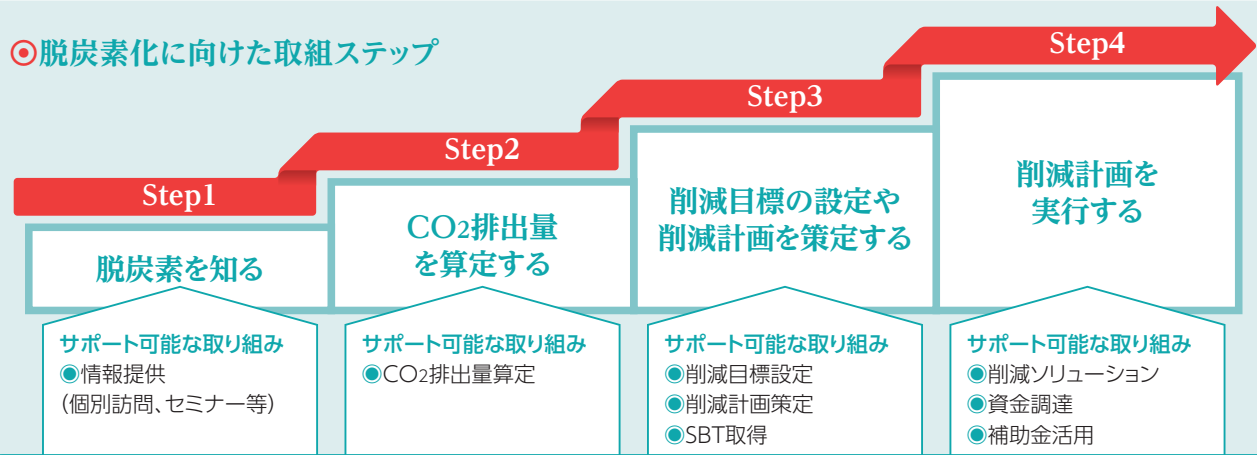 ⦿脱炭素化に向けた取組ステップ
Step1
脱炭素を知る
サポート可能な取り組み
◉情報提供
(個別訪問、セミナー等)
Step2
CO2排出量
を算定する
サポート可能な取り組み
◉CO2排出量算定
Step3
削減目標の設定や
削減計画を策定する
サポート可能な取り組み
◉削減目標設定
◉削減計画策定
◉SBT取得
Step4
削減計画を
実行する
サポート可能な取り組み
◉削減ソリューション
◉資金調達
◉補助金活用